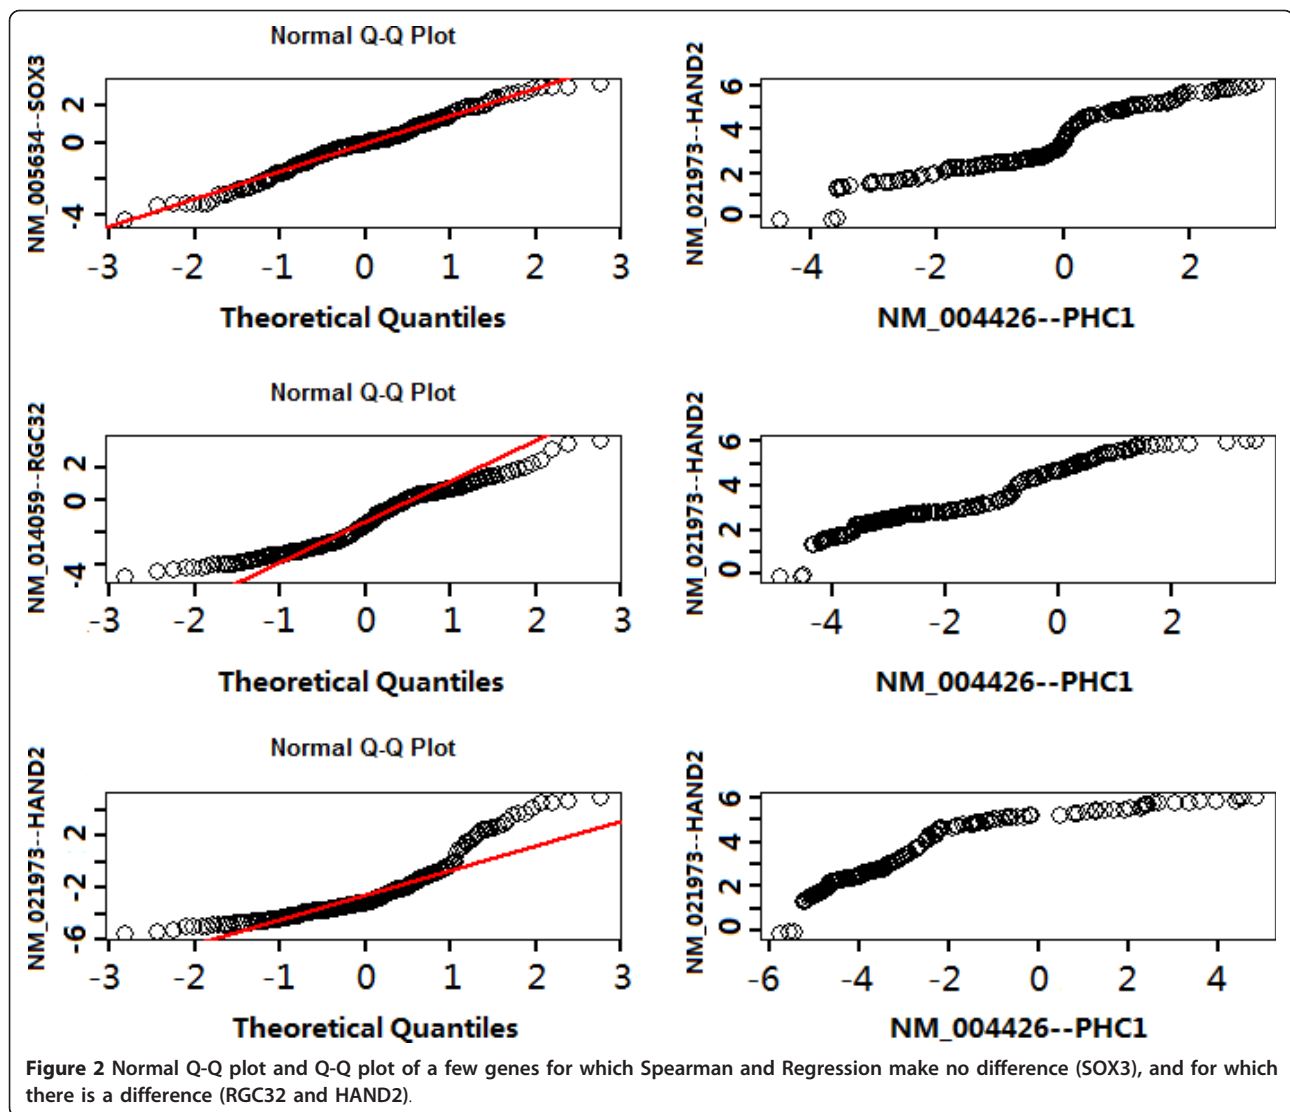 Normal Q-Q Plot
NM_005634--SOX3
-4 0 2
-3 -2 -1 0 1 2 3
Theoretical Quantiles
NM_021973--HAND2
0 2 4 6
-4 -2 0 2
NM_004426--PHC1
Normal Q-Q Plot
NM_014059--RGC32
-4 0 2
-3 -2 -1 0 1 2 3
Theoretical Quantiles
NM_021973--HAND2
0 2 4 6
-4 -2 0 2
NM_004426--PHC1
Normal Q-Q Plot
NM_021973--HAND2
-6 -2 2
-3 -2 -1 0 1 2 3
Theoretical Quantiles
NM_021973--HAND2
0 2 4 6
-6 -4 -2 0 2 4
NM_004426--PHC1
Figure 2 Normal Q-Q plot and Q-Q plot of a few genes for which Spearman and Regression make no difference (SOX3), and for which
there is a difference (RGC32 and HAND2).